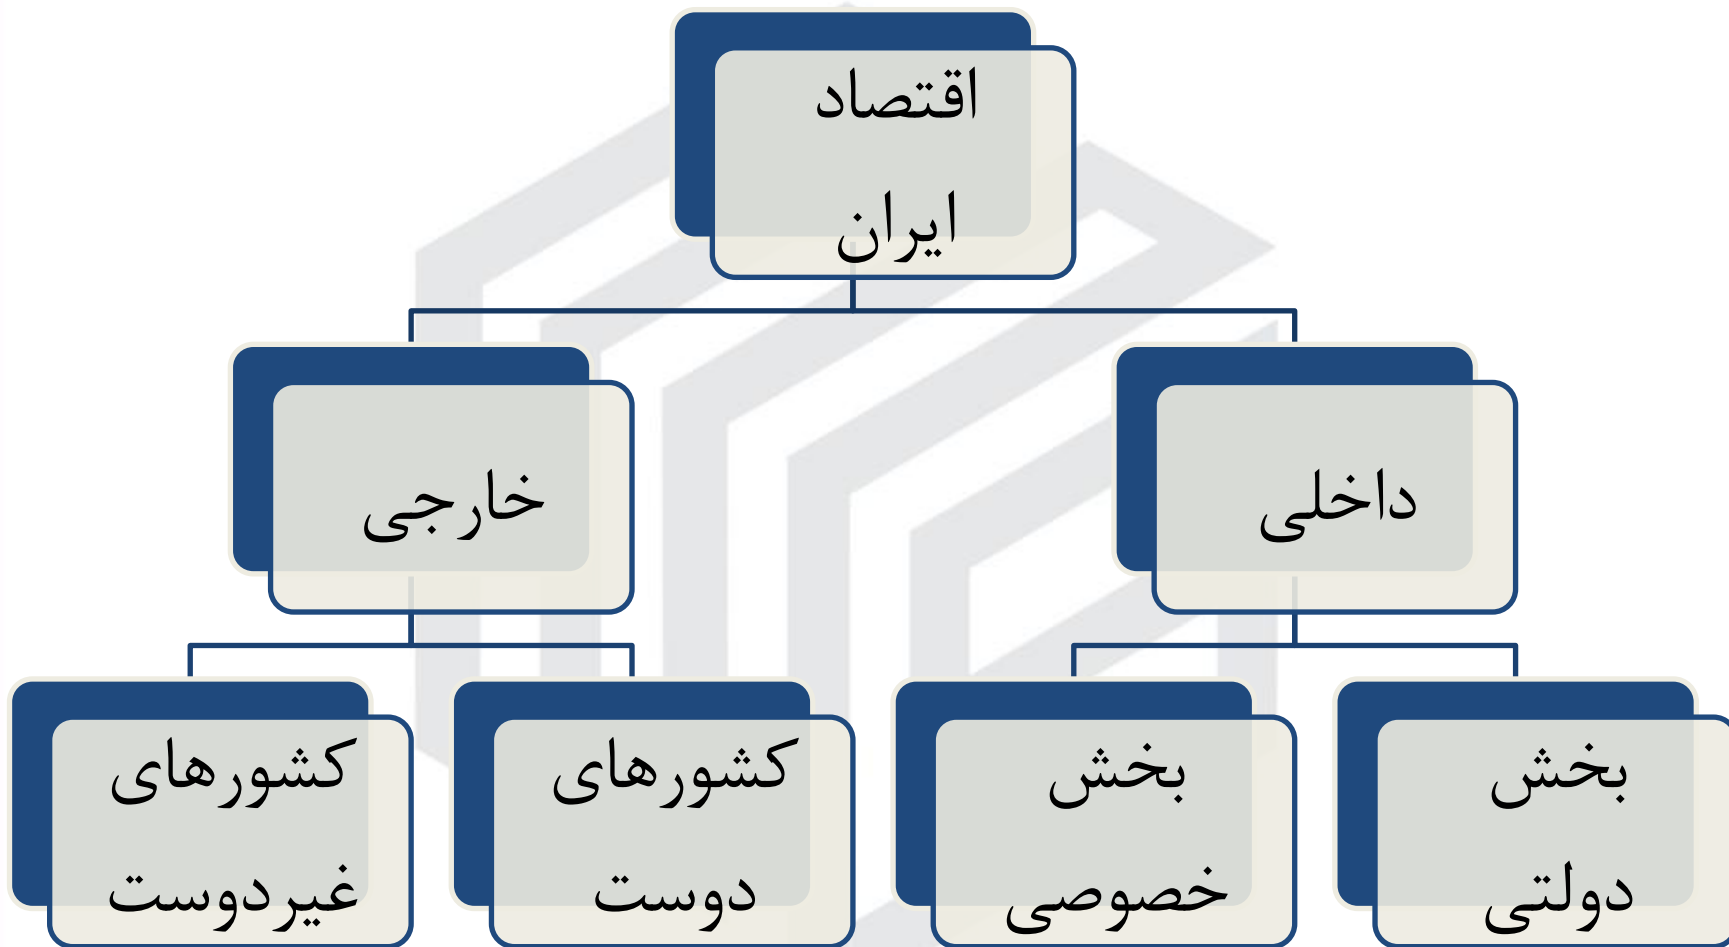 اقتصاد
ایران
داخلی
خارجی
بخش
دولتی
بخش
خصوصی
کشورهای
دوست
کشورهای
غیردوست